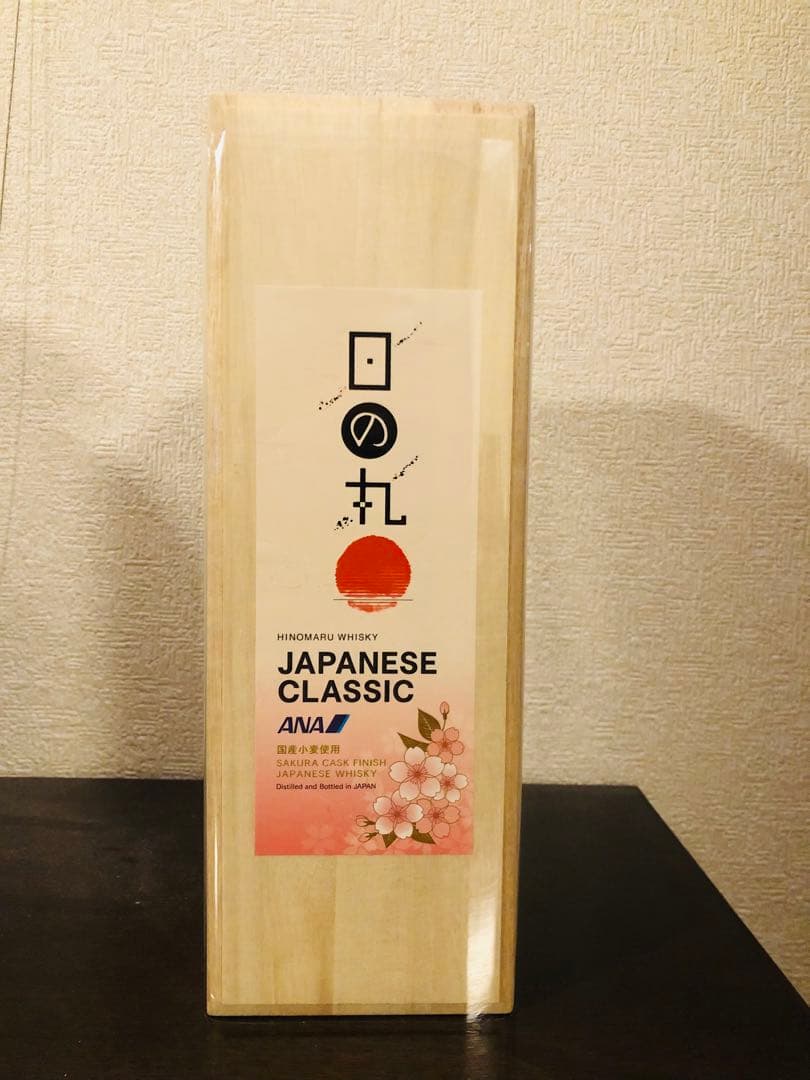 日の丸
HINOMARU WHISKY
JAPANESE
CLASSIC
ANA
国産小麦使用
SAKURA CASK FINISH
JAPANESE WHISKY
Distilled and Bottled in JAPAN